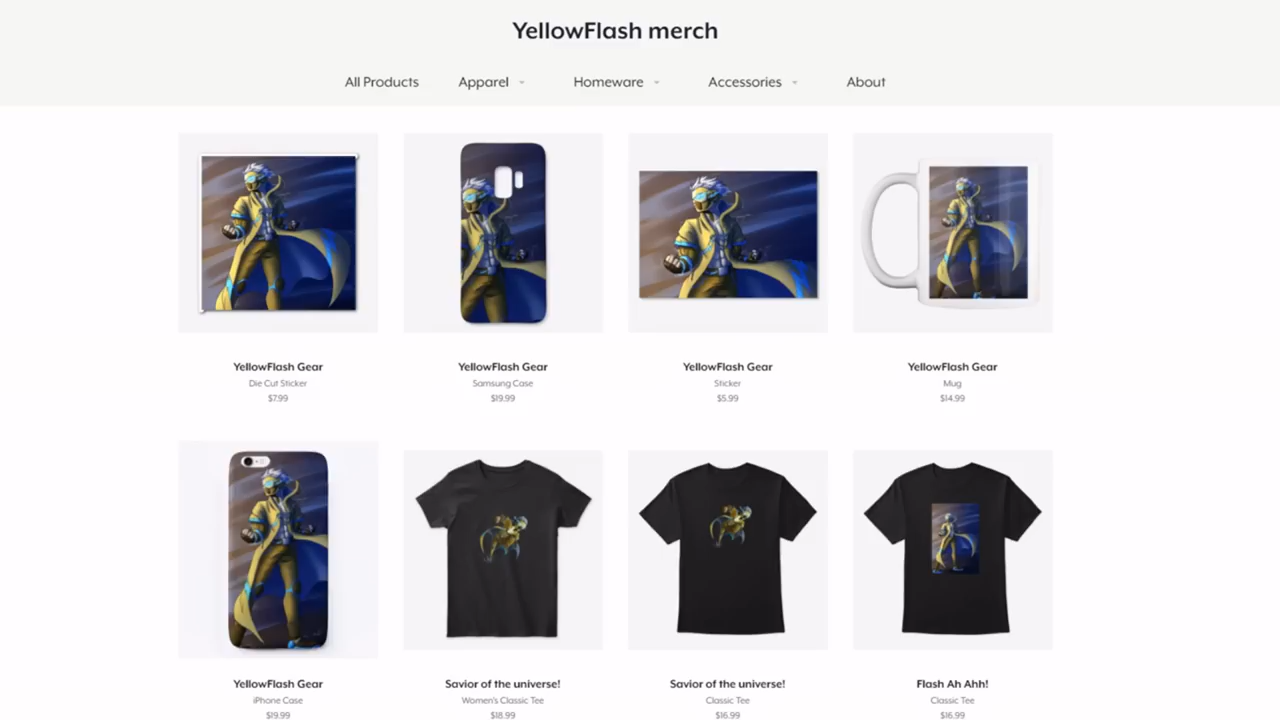 YellowFlash merch
All Products Apparel Homeware Accessories About
YellowFlash Gear YellowFlash Gear YellowFlash Gear YellowFlash Gear
Die Cut Sticker Samsung Case Sticker Mug
$7.99 $19.99 $5.99 $14.99
YellowFlash Gear Savior of the universe! Savior of the universe! Flash Ah Ahh!
iPhone Case Women's Classic Tee Classic Tee Classic Tee
$19.99 $18.99 $16.99 $16.99